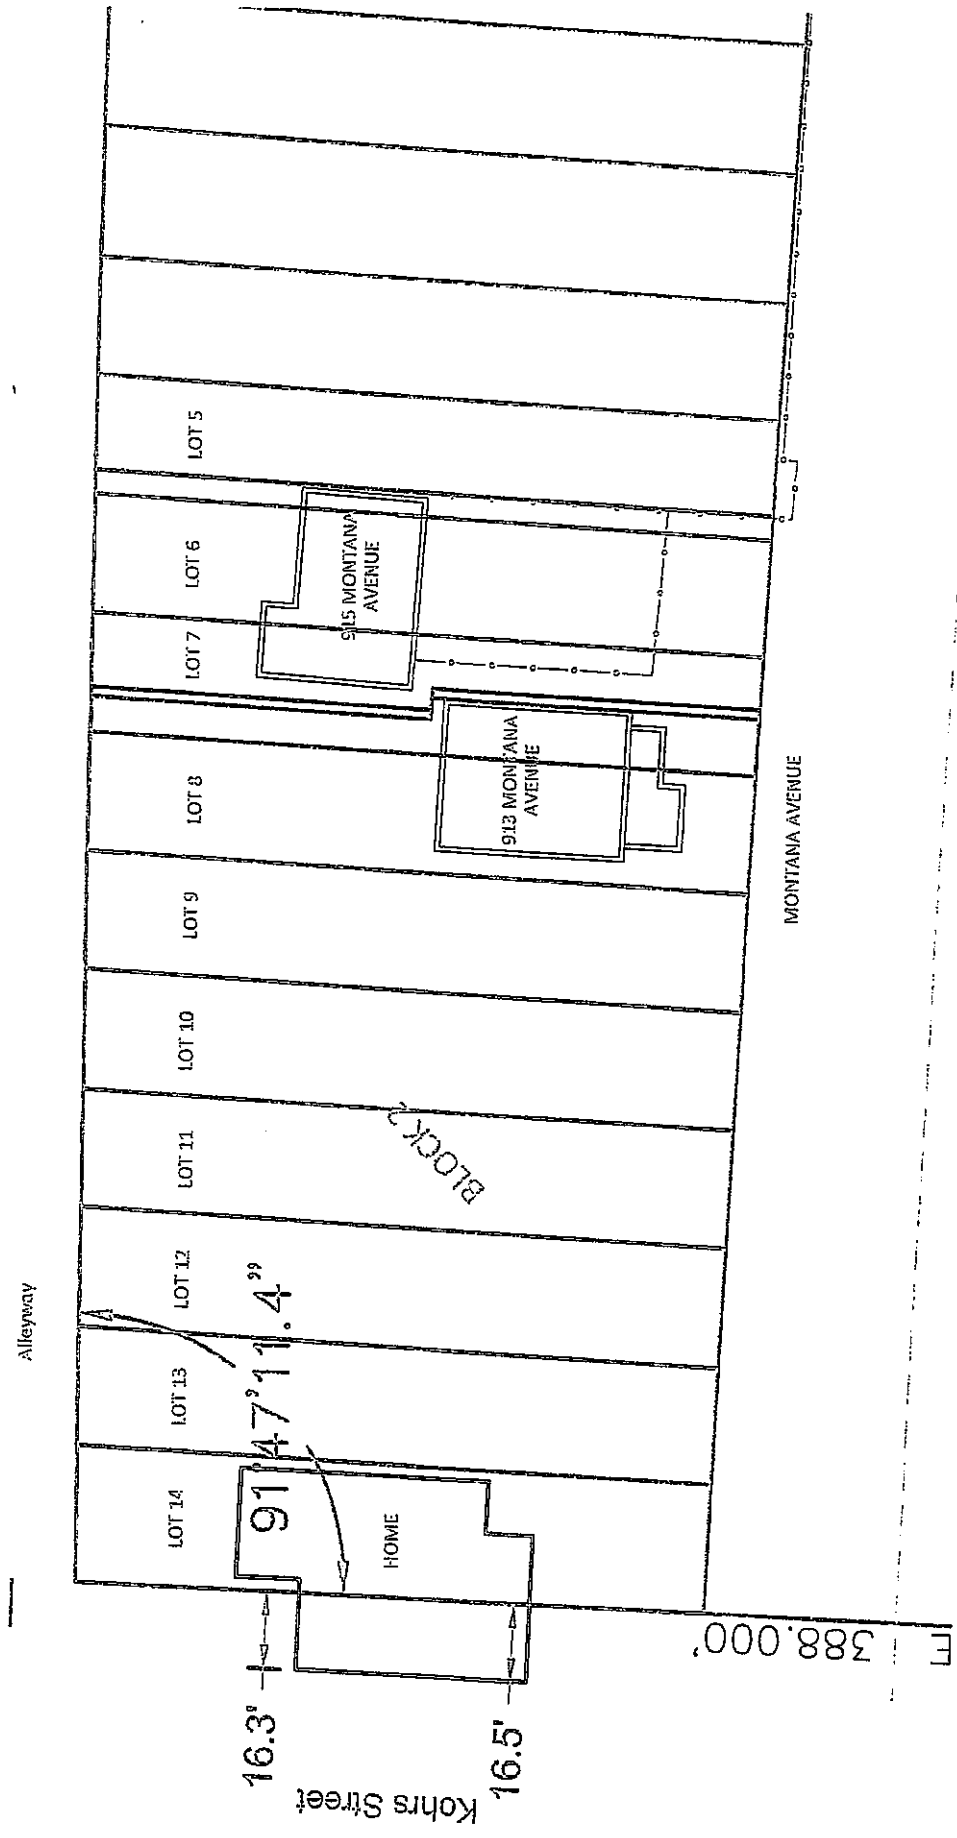 Alleyway
LOT 5
LOT 6
915 MONTANA
AVENUE
LOT 7
LOT 8
913 MONTANA
AVENUE
MONTANA AVENUE
LOT 9
LOT 10
LOT 11
BLOCK 2
LOT 12
LOT 13
91°47'11.4"
LOT 14
HOME
16.3'
16.5'
Kohrs Street
388.000'
E